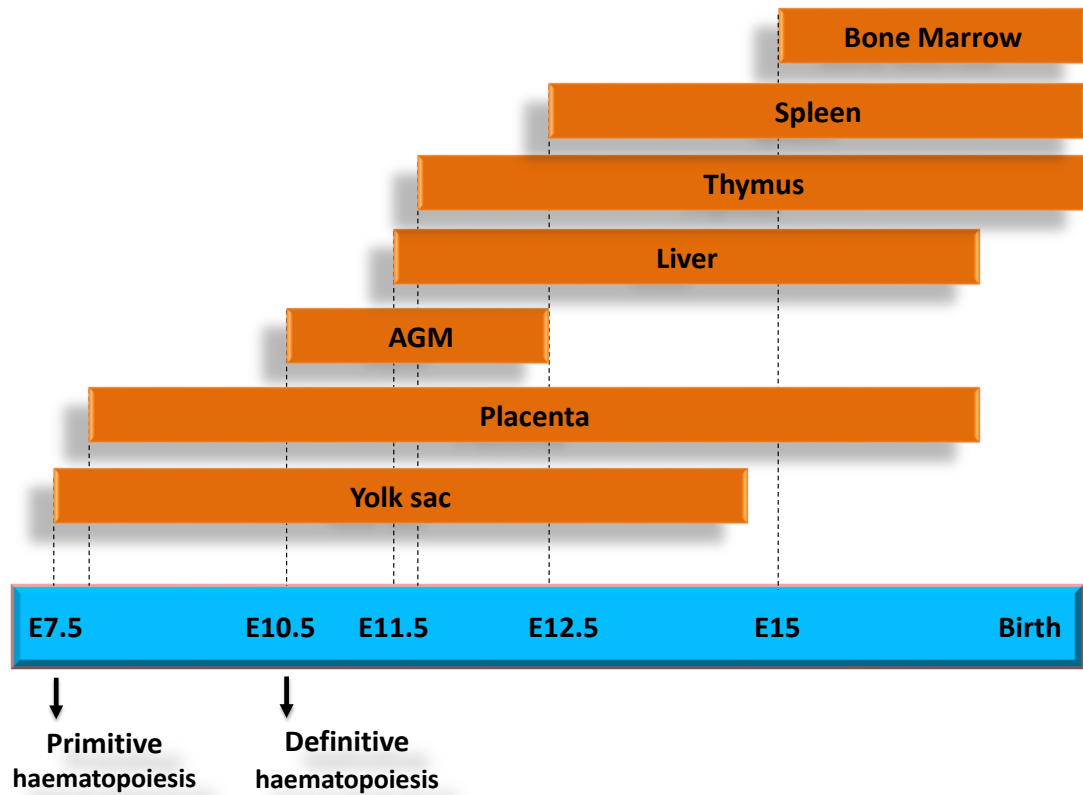 Bone Marrow
Spleen
Thymus
Liver
AGM
Placenta
Yolk sac
E7.5 E10.5 E11.5 E12.5 E15 Birth
Primitive
haematopoiesis
Definitive
haematopoiesis